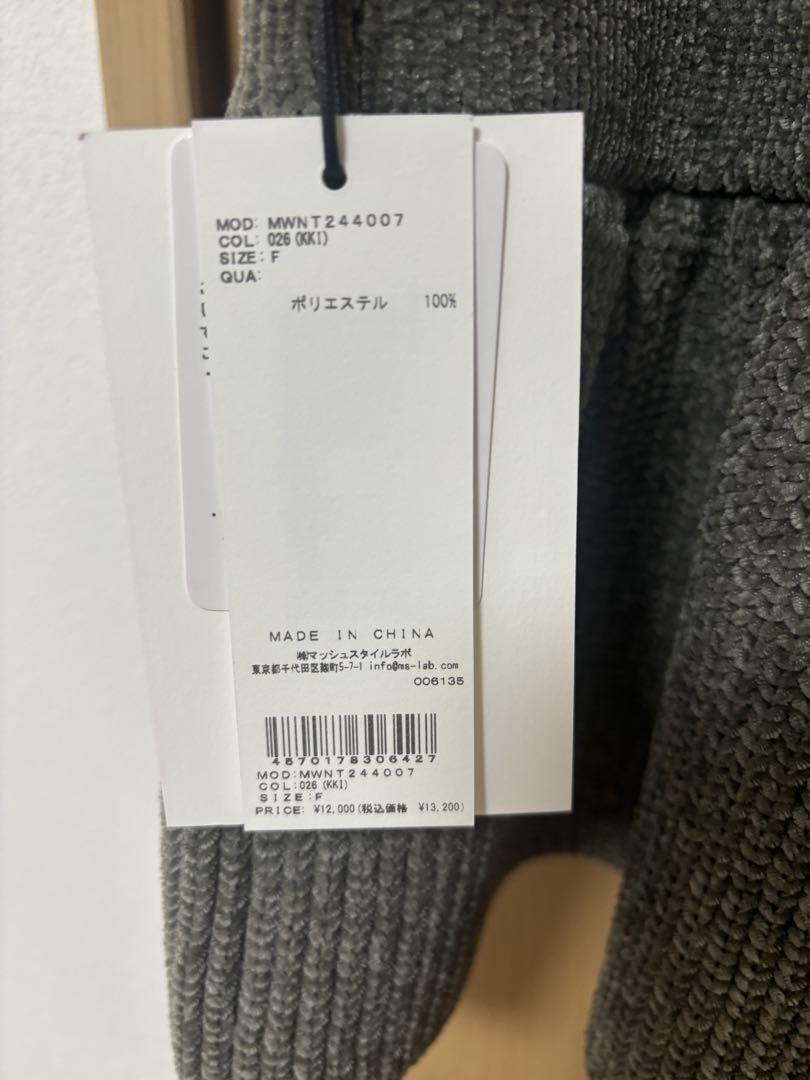 MOD: MWNT244007
COL: 026(KKI)
SIZE: F
QUA:
ポリエステル 100%
MADE IN CHINA
㈱マッシュスタイルラボ
東京都千代田区麹町5-7-1 info@ms-lab.com
006135
4570178306427
MOD:MWNT244007
COL:026(KKI)
SIZE:F
PRICE: ¥12,000(税込価格 ¥13,200)